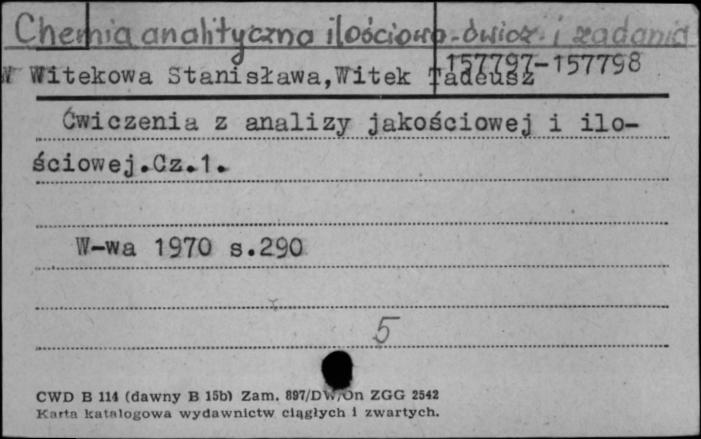 Chemia analityczna ilościowa-ćwicz. i zadania
157797-157798
W Witekowa Stanisława,Witek Tadeusz
Ćwiczenia z analizy jakościowej i ilo-
ściowej.Cz.1.
W-wa 1970 s.290
5
CWD B 114 (dawny B 15b) Zam. 897/DW/On ZGG 2542
Karta katalogowa wydawnictw ciągłych i zwartych.